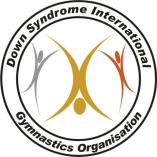 Down Syndrome International
Gymnastics Organisation